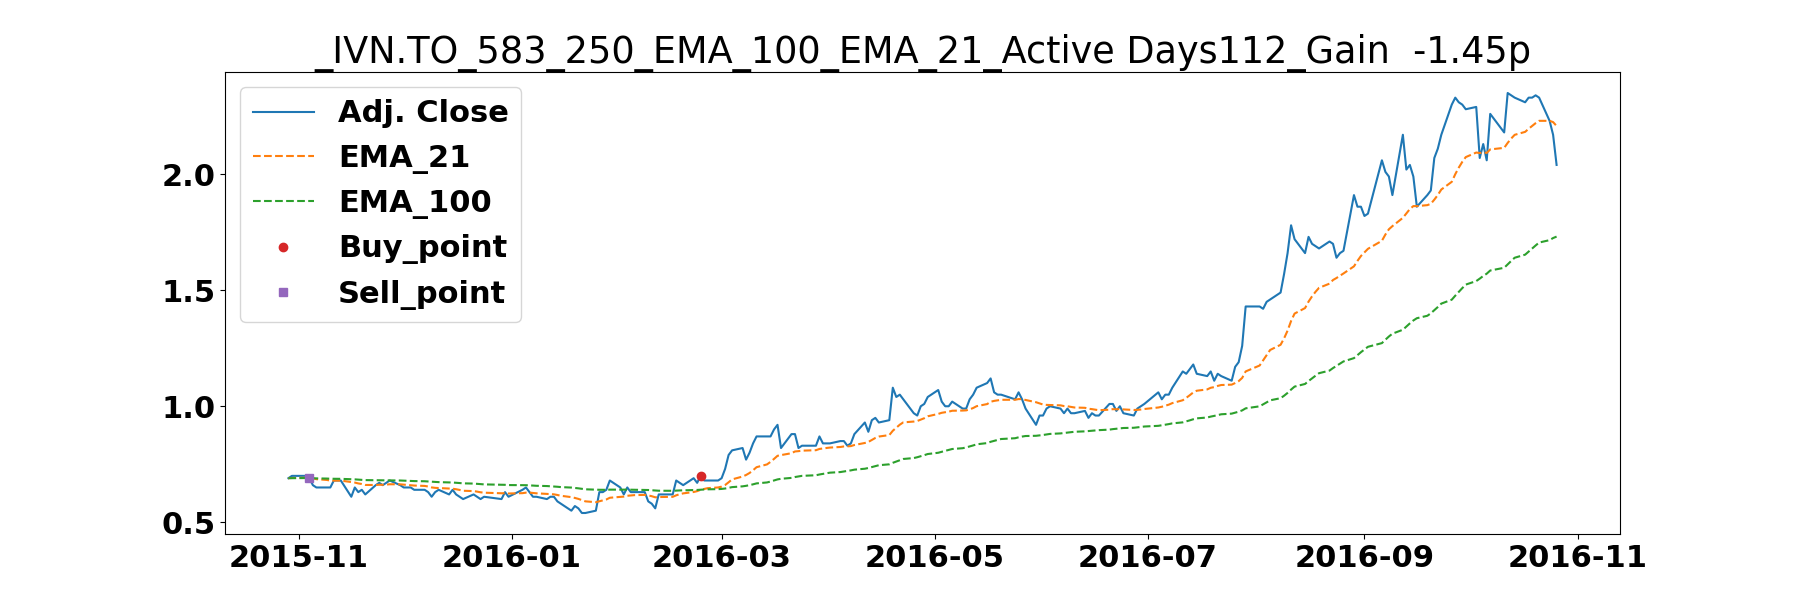 _IVN.TO_583_250_EMA_100_EMA_21_Active Days112_Gain  -1.45p
Adj. Close
EMA_21
EMA_100
Buy_point
Sell_point
2.0
1.5
1.0
0.5
2015-11 2016-01 2016-03 2016-05 2016-07 2016-09 2016-11